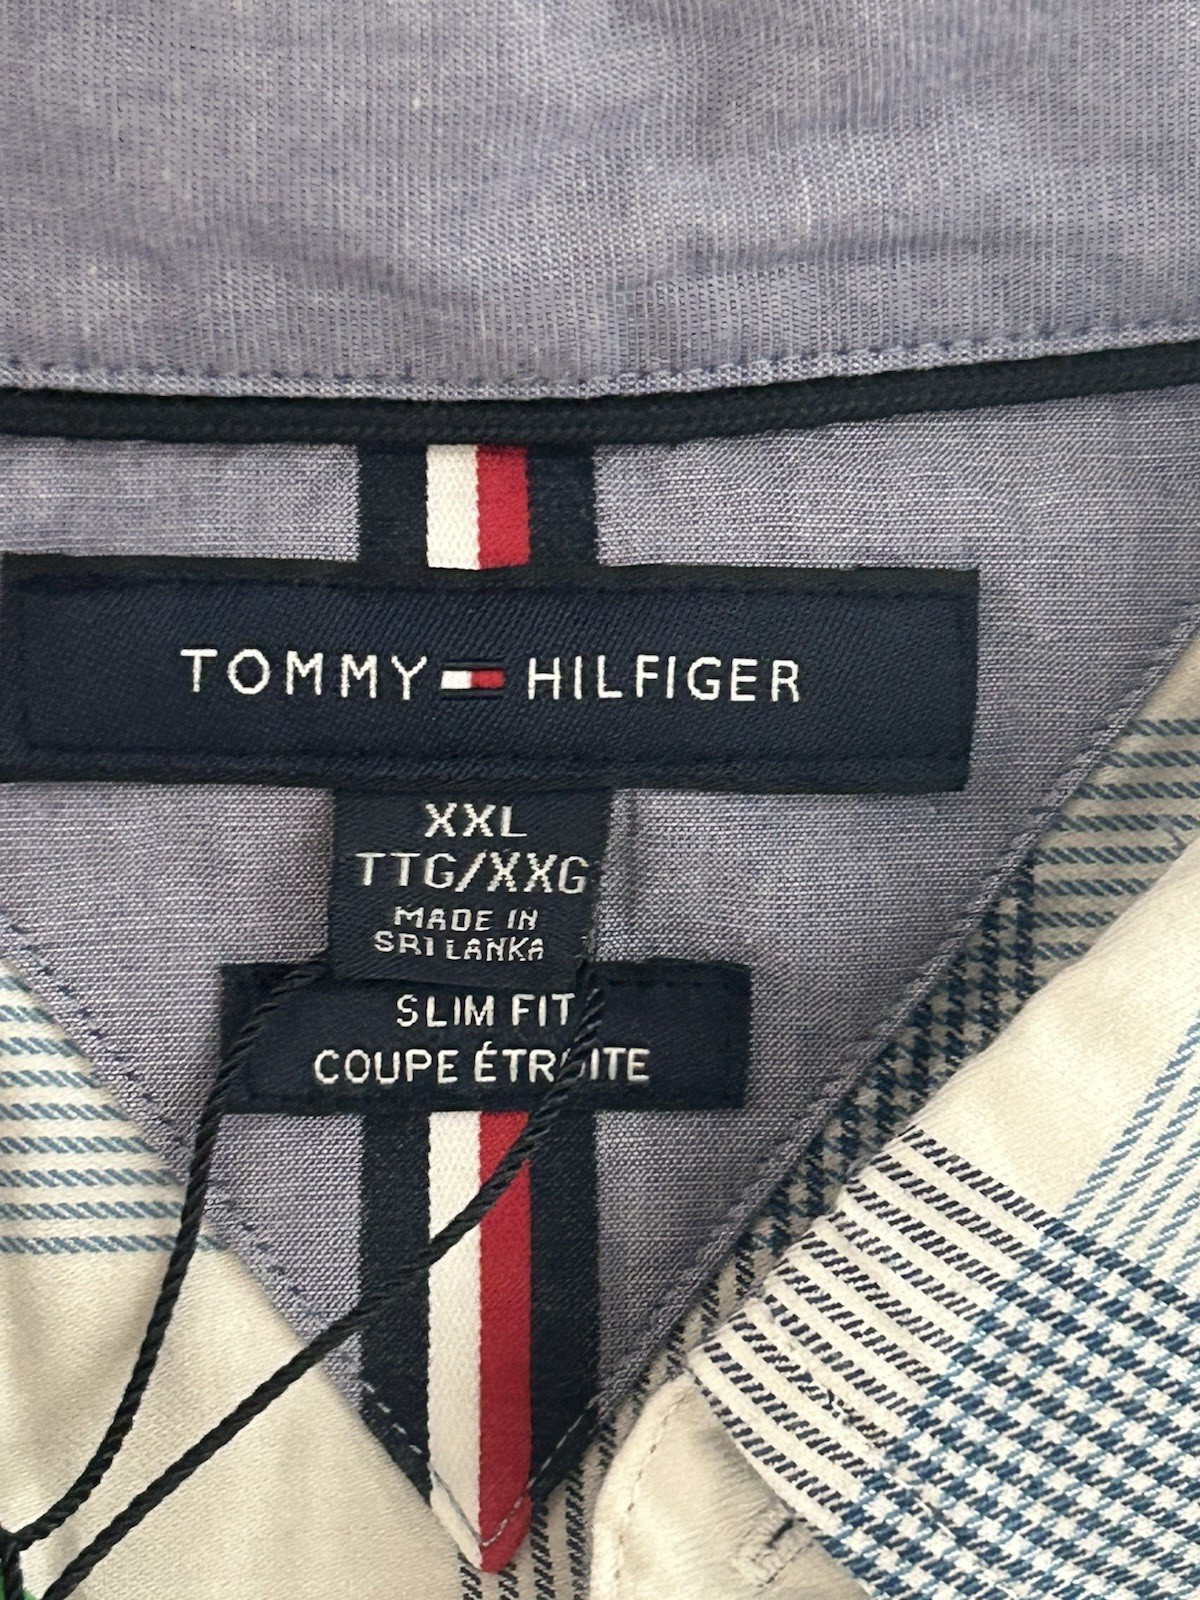 TOMMY HILFIGER
XXL
TTG/XXG
MADE IN
SRI LANKA
SLIM FIT
COUPE ÉTROITE